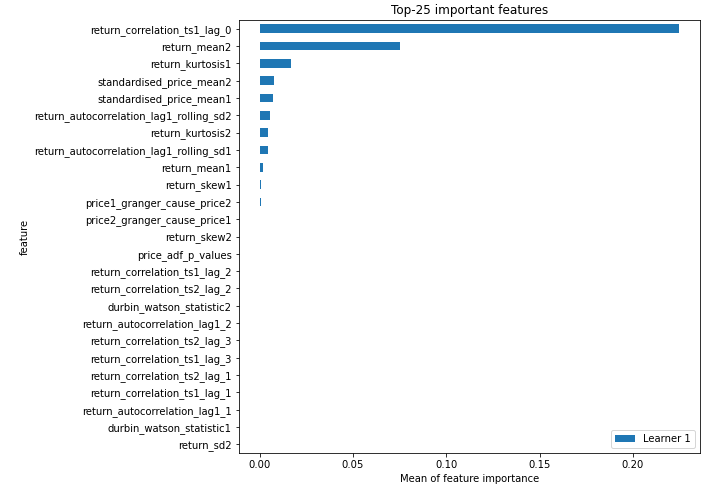 Top-25 important features
return_correlation_ts1_lag_0
return_mean2
return_kurtosis1
standardised_price_mean2
standardised_price_mean1
return_autocorrelation_lag1_rolling_sd2
return_kurtosis2
return_autocorrelation_lag1_rolling_sd1
return_mean1
return_skew1
price1_granger_cause_price2
price2_granger_cause_price1
return_skew2
price_adf_p_values
return_correlation_ts1_lag_2
return_correlation_ts2_lag_2
durbin_watson_statistic2
return_autocorrelation_lag1_2
return_correlation_ts2_lag_3
return_correlation_ts1_lag_3
return_correlation_ts2_lag_1
return_correlation_ts1_lag_1
return_autocorrelation_lag1_1
durbin_watson_statistic1
return_sd2
feature
Learner 1
0.00 0.05 0.10 0.15 0.20
Mean of feature importance